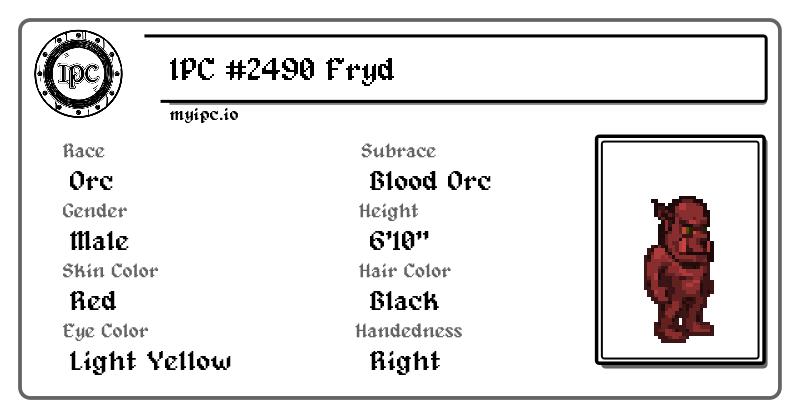 IPC
IPC #2490 Fryd
myipc.io
Race
Orc
Subrace
Blood Orc
Gender
Male
Height
6'10"
Skin Color
Red
Hair Color
Black
Eye Color
Light Yellow
Handedness
Right